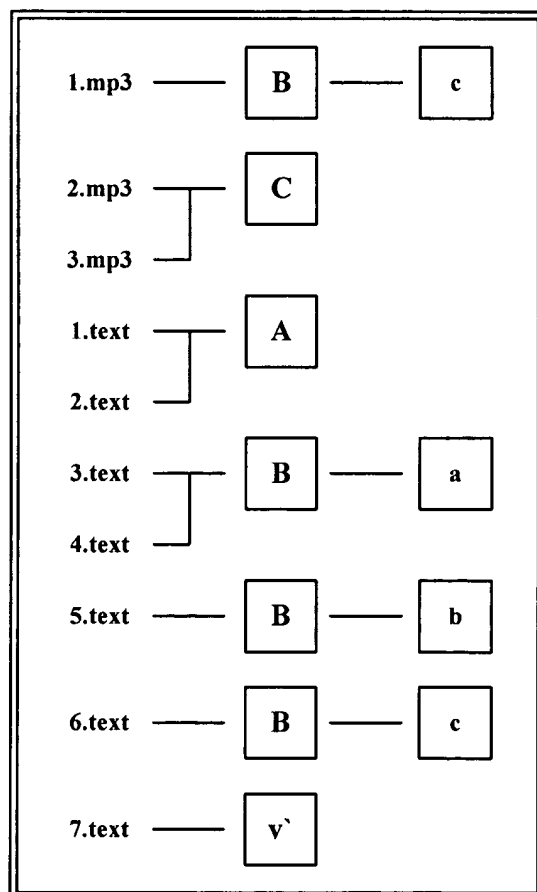 1.mp3 B c
2.mp3 C
3.mp3
1.text A
2.text
3.text B a
4.text
5.text B b
6.text B c
7.text v`